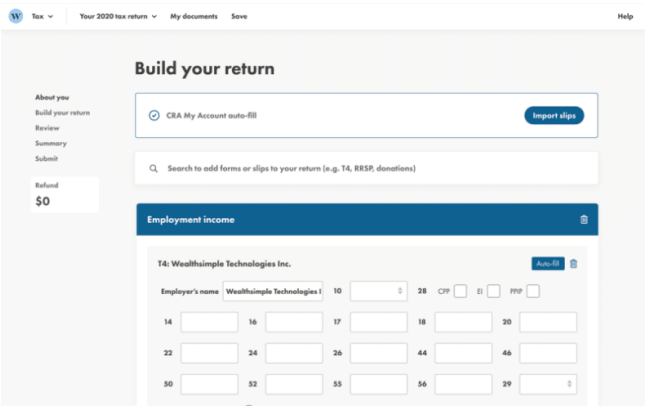 W Tax Your 2020 tax return My documents Save Help
Build your return
About you
Build your return
Review
Summary
Submit
Refund
$0
CRA My Account auto-fill Import slips
Search to add forms or slips to your return (e.g. T4, RRSP, donations)
Employment income
T4: Wealthsimple Technologies Inc. Auto-fill
Employer's name Wealthsimple Technologies I 10 28 CPP EI PPIP
14 16 17 18 20
22 24 26 44 46
50 52 55 56 29